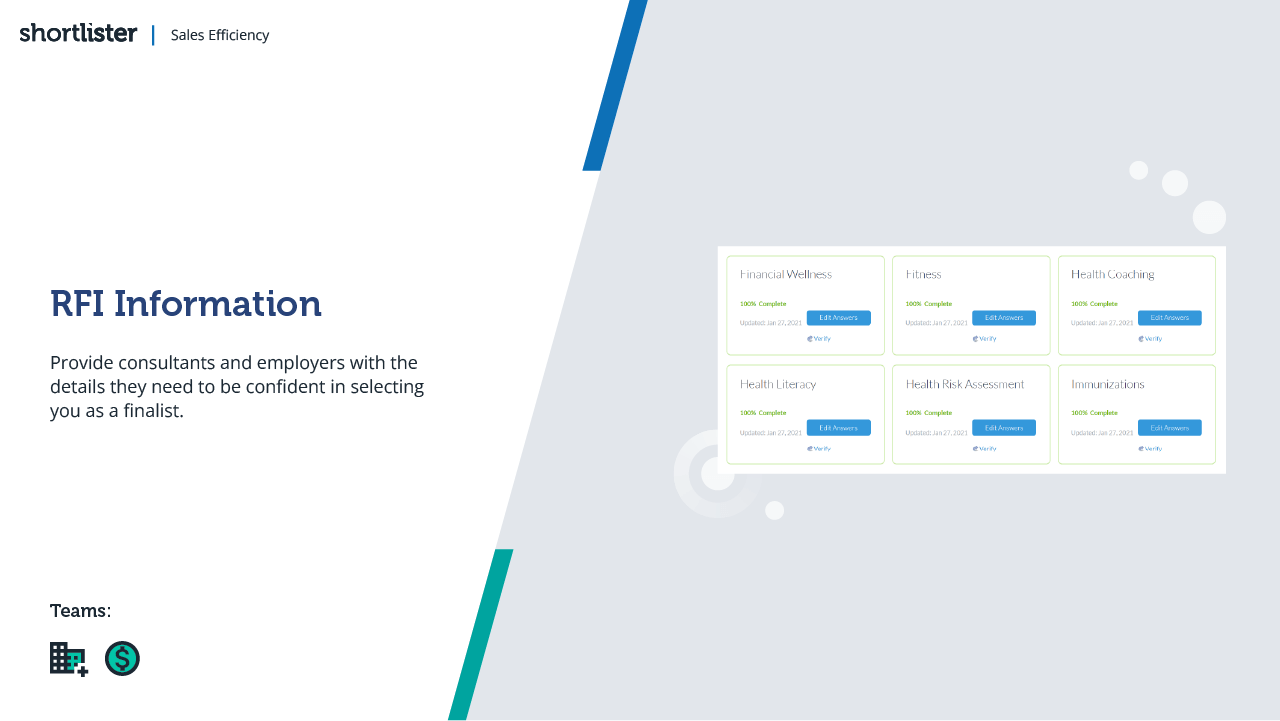 shortlister | Sales Efficiency
RFI Information
Provide consultants and employers with the
details they need to be confident in selecting
you as a finalist.
Teams:
Financial Wellness
100% Complete
Updated: Jan 27, 2021
Edit Answers
Verify
Fitness
100% Complete
Updated: Jan 27, 2021
Edit Answers
Verify
Health Coaching
100% Complete
Updated: Jan 27, 2021
Edit Answers
Verify
Health Literacy
100% Complete
Updated: Jan 27, 2021
Edit Answers
Verify
Health Risk Assessment
100% Complete
Updated: Jan 27, 2021
Edit Answers
Verify
Immunizations
100% Complete
Updated: Jan 27, 2021
Edit Answers
Verify